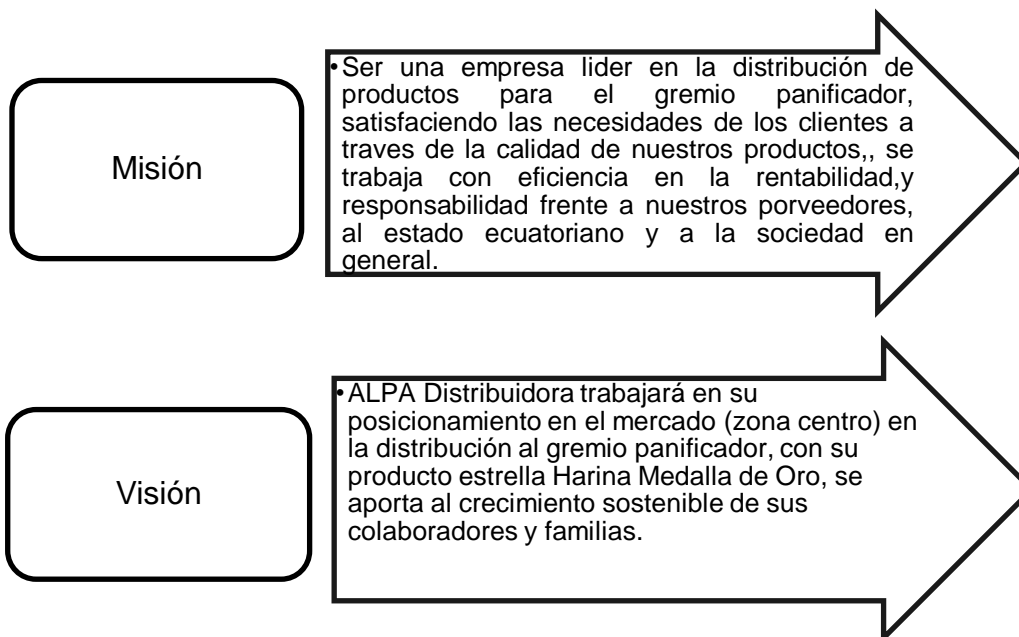 Misión
•Ser una empresa lider en la distribución de
productos para el gremio panificador,
satisfaciendo las necesidades de los clientes a
traves de la calidad de nuestros productos,, se
trabaja con eficiencia en la rentabilidad,y
responsabilidad frente a nuestros porveedores,
al estado ecuatoriano y a la sociedad en
general.
Visión
•ALPA Distribuidora trabajará en su
posicionamiento en el mercado (zona centro) en
la distribución al gremio panificador, con su
producto estrella Harina Medalla de Oro, se
aporta al crecimiento sostenible de sus
colaboradores y familias.